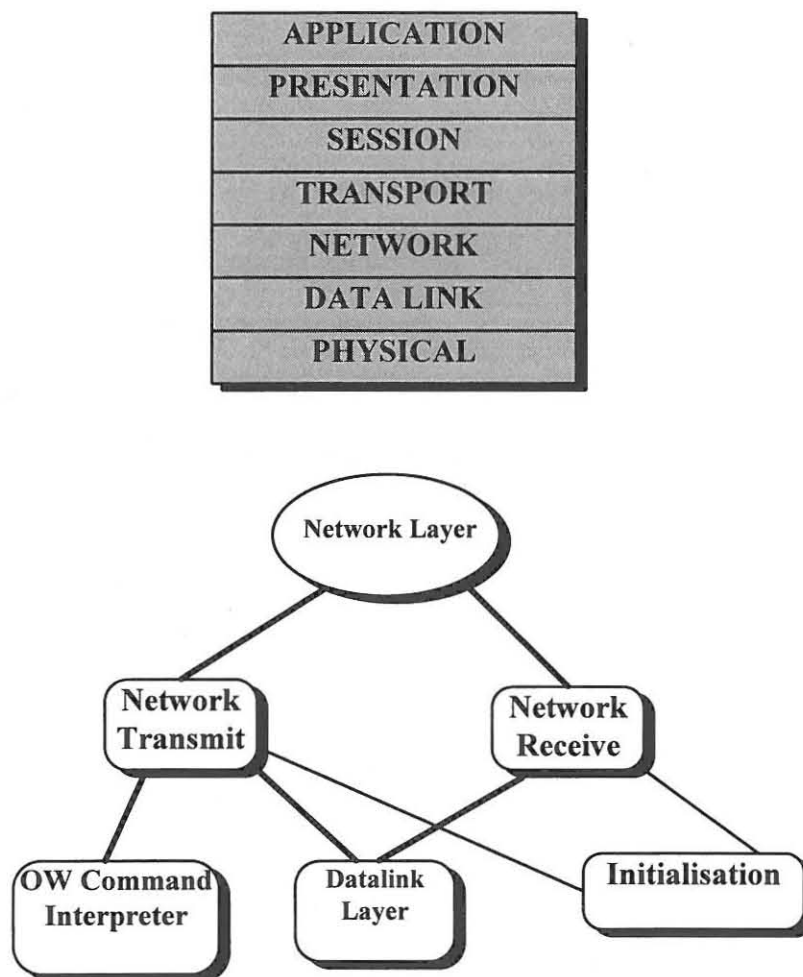 APPLICATION
PRESENTATION
SESSION
TRANSPORT
NETWORK
DATA LINK
PHYSICAL
Network Layer
Network
Transmit
Network
Receive
OW Command
Interpreter
Datalink
Layer
Initialisation